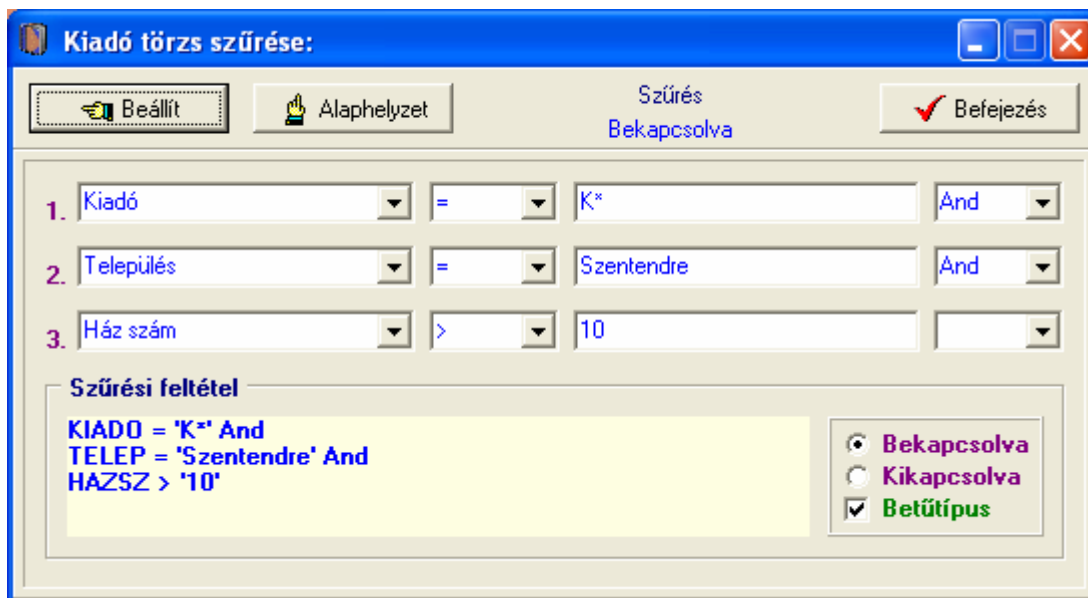 Kiadó törzs szűrése:
Beállít Alaphelyzet Szűrés Bekapcsolva Befejezés
1. Kiadó = K* And
2. Település = Szentendre And
3. Ház szám > 10
Szűrési feltétel
KIADO = 'K*' And
TELEP = 'Szentendre' And
HAZSZ > '10'
Bekapcsolva
Kikapcsolva
Betűtípus